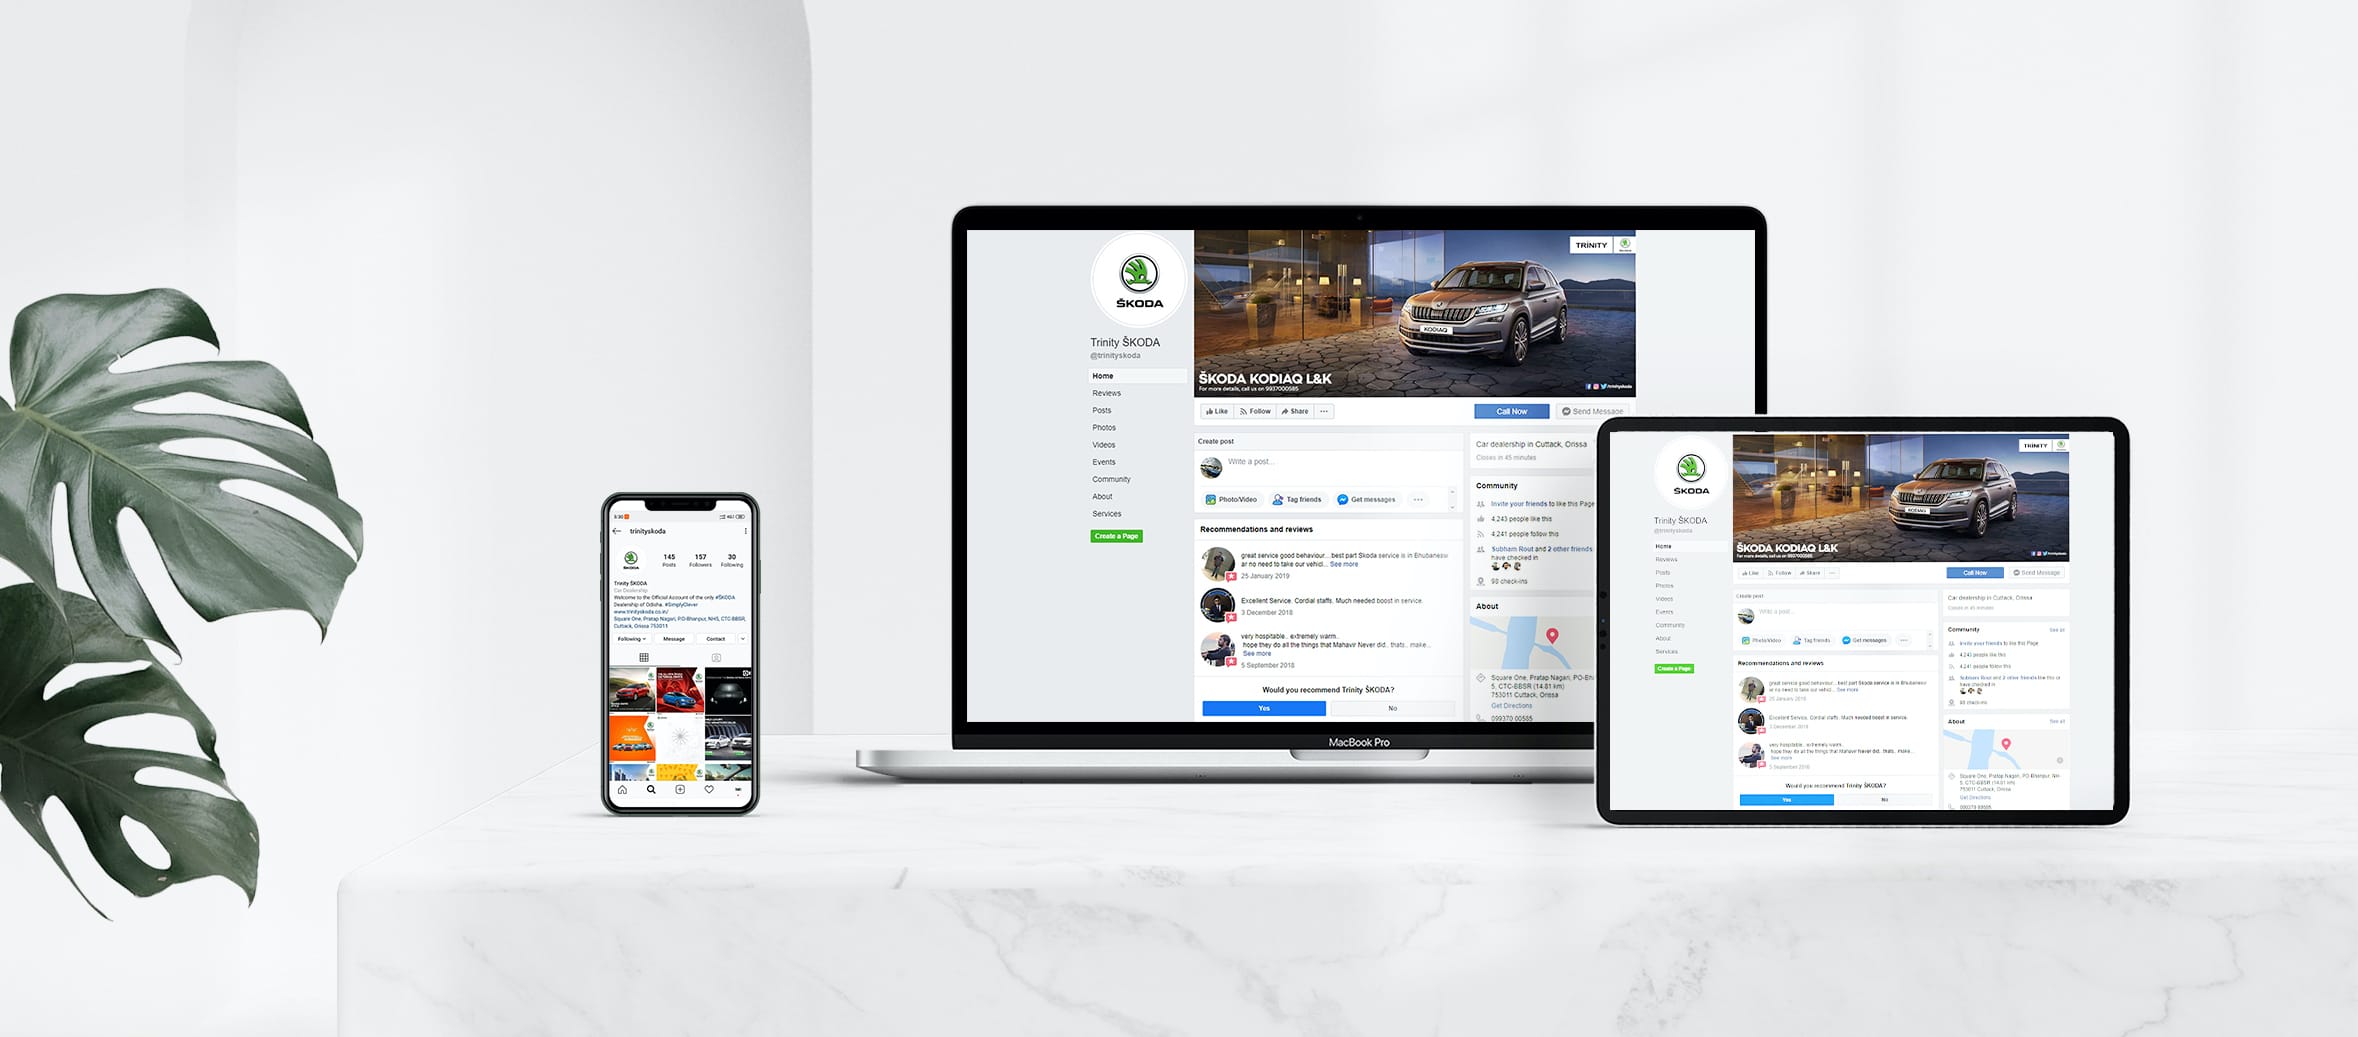 8:30
trinityskoda
ŠKODA
145
157
30
Posts
Followers
Following
Trinity ŠKODA
Car Dealership
Welcome to the Official Account of the only #ŠKODA
Dealership of Odisha. #SimplyClever
www.trinityskoda.co.in/
Square One, Pratap Nagari, PO-Bhanpur, NH5, CTC-BBSR,
Cuttack, Orissa 753011
Following
Message
Contact
ŠKODA
Trinity ŠKODA
@trinityskoda
Home
Reviews
Posts
Photos
Videos
Events
Community
About
Services
Create a Page
TRINITY
KODIAQ
ŠKODA KODIAQ L&K
For more details, call us on 9937000585
/trinityskoda
Like
Follow
Share
Call Now
Send Message
Create post
Write a post...
Photo/Video
Tag friends
Get messages
Recommendations and reviews
great service good behaviour... best part Skoda service is in Bhubanesw
ar no need to take our vehicl... See more
25 January 2019
Excellent Service. Cordial staffs. Much needed boost in service.
3 December 2018
very hospitable.. extremely warm..
hope they do all the things that Mahavir Never did.. thats.. make...
See more
5 September 2018
Would you recommend Trinity ŠKODA?
Yes
No
Car dealership in Cuttack, Orissa
Closes in 45 minutes
Community
Invite your friends to like this Page
4,243 people like this
4,241 people follow this
Subham Rout and 2 other friends
have checked in
98 check-ins
About
Square One, Pratap Nagari, PO-Bh
5, CTC-BBSR (14.81 km)
753011 Cuttack, Orissa
Get Directions
099370 00585
MacBook Pro
ŠKODA
Trinity ŠKODA
@trinityskoda
Home
Reviews
Posts
Photos
Videos
Events
Community
About
Services
Create a Page
TRINITY
KODIAQ
ŠKODA KODIAQ L&K
For more details, call us on 9937000585
/trinityskoda
Like
Follow
Share
Call Now
Send Message
Create post
Write a post...
Photo/Video
Tag friends
Get messages
Recommendations and reviews
great service good behaviour... best part Skoda service is in Bhubanesw
ar no need to take our vehicl... See more
25 January 2019
Excellent Service. Cordial staffs. Much needed boost in service.
3 December 2018
very hospitable.. extremely warm..
hope they do all the things that Mahavir Never did.. thats.. make...
See more
5 September 2018
Would you recommend Trinity ŠKODA?
Yes
No
Car dealership in Cuttack, Orissa
Closes in 45 minutes
Community
See all
Invite your friends to like this Page
4,243 people like this
4,241 people follow this
Subham Rout and 2 other friends like this or
have checked in
98 check-ins
About
See all
Square One, Pratap Nagari, PO-Bhanpur, NH-
5, CTC-BBSR (14.81 km)
753011 Cuttack, Orissa
Get Directions
099370 00585